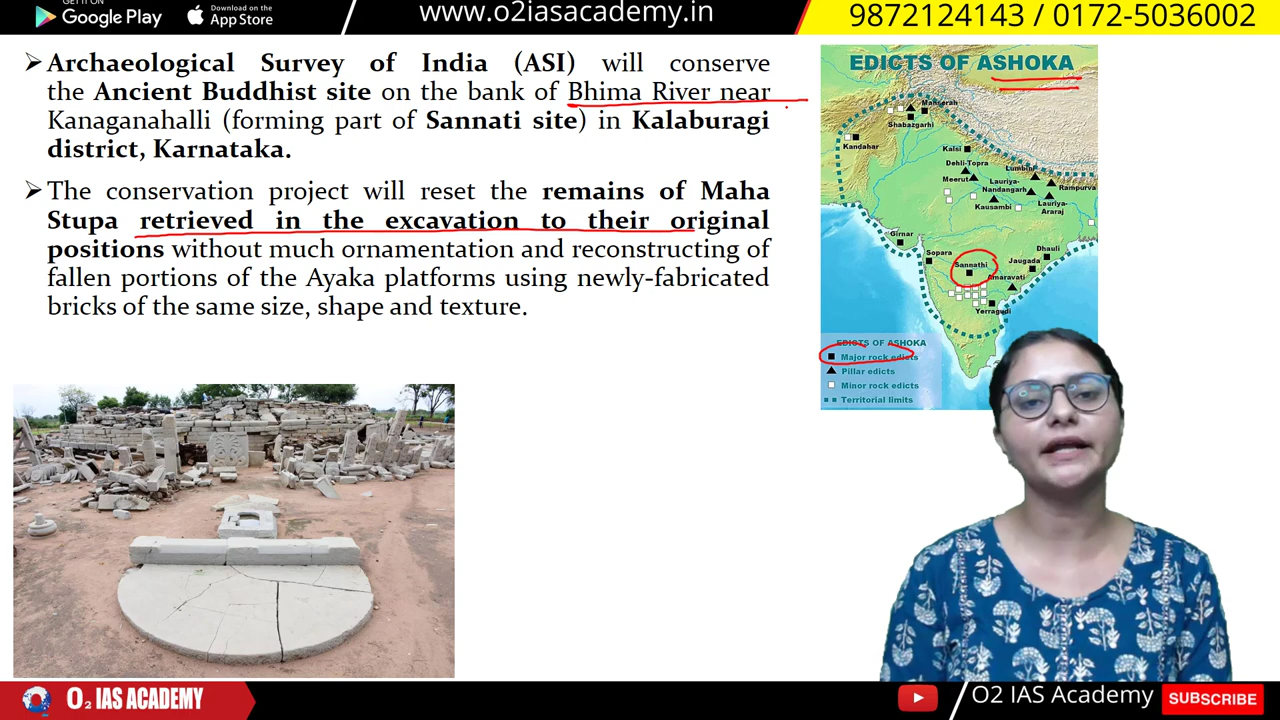 GET IT ON
Google Play
Download on the
App Store
www.o2iasacademy.in
9872124143 / 0172-5036002
➢ Archaeological Survey of India (ASI) will conserve
the Ancient Buddhist site on the bank of Bhima River near
Kanaganahalli (forming part of Sannati site) in Kalaburagi
district, Karnataka.
➢ The conservation project will reset the remains of Maha
Stupa retrieved in the excavation to their original
positions without much ornamentation and reconstructing of
fallen portions of the Ayaka platforms using newly-fabricated
bricks of the same size, shape and texture.
EDICTS OF ASHOKA
Manserah
Shabazgarhi
Kandahar
Kalsi
Dehli-Topra
Meerut
Lumbini
Lauriya-
Nandangarh
Rampurva
Kausambi
Lauriya-
Araraj
Girnar
Sopara
Sannathi
Dhauli
Jaugada
Amaravati
Yerragudi
EDICTS OF ASHOKA
Major rock edicts
Pillar edicts
Minor rock edicts
Territorial limits
O2 IAS ACADEMY
O2 IAS Academy
SUBSCRIBE